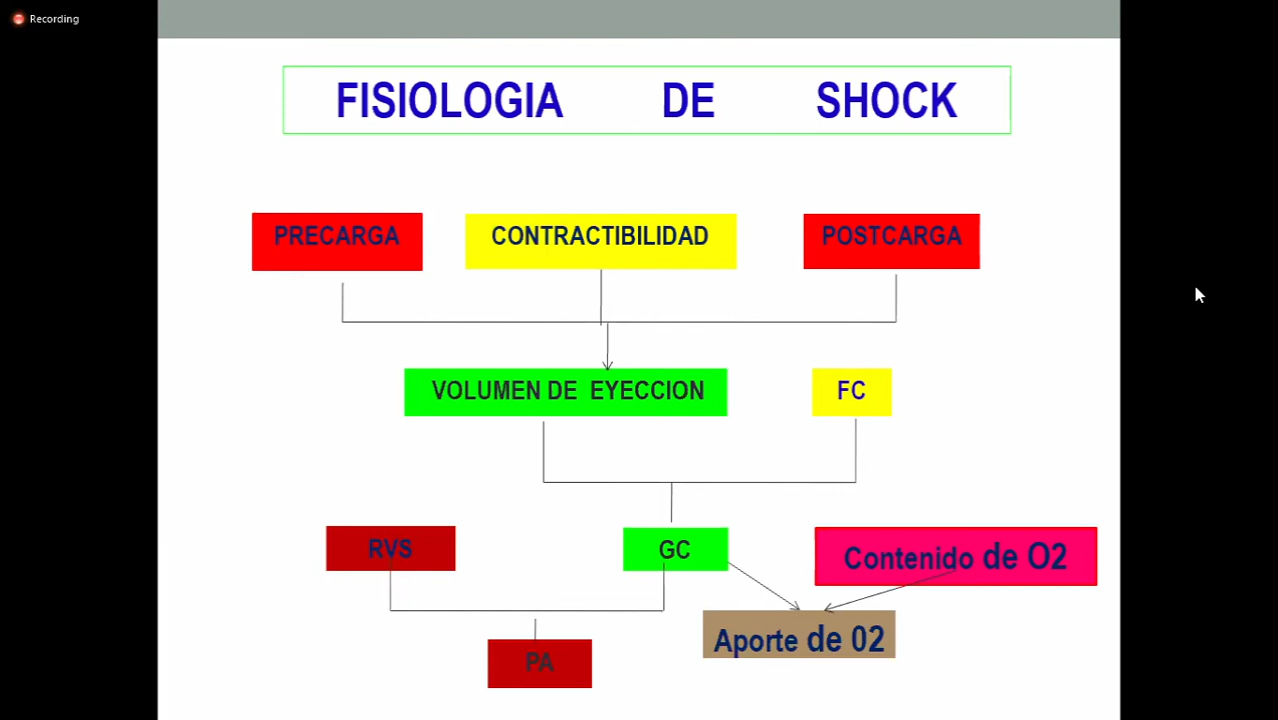 Recording
FISIOLOGIA DE SHOCK
PRECARGA
CONTRACTIBILIDAD
POSTCARGA
VOLUMEN DE EYECCION
FC
RVS
GC
Contenido de O2
Aporte de 02
PA